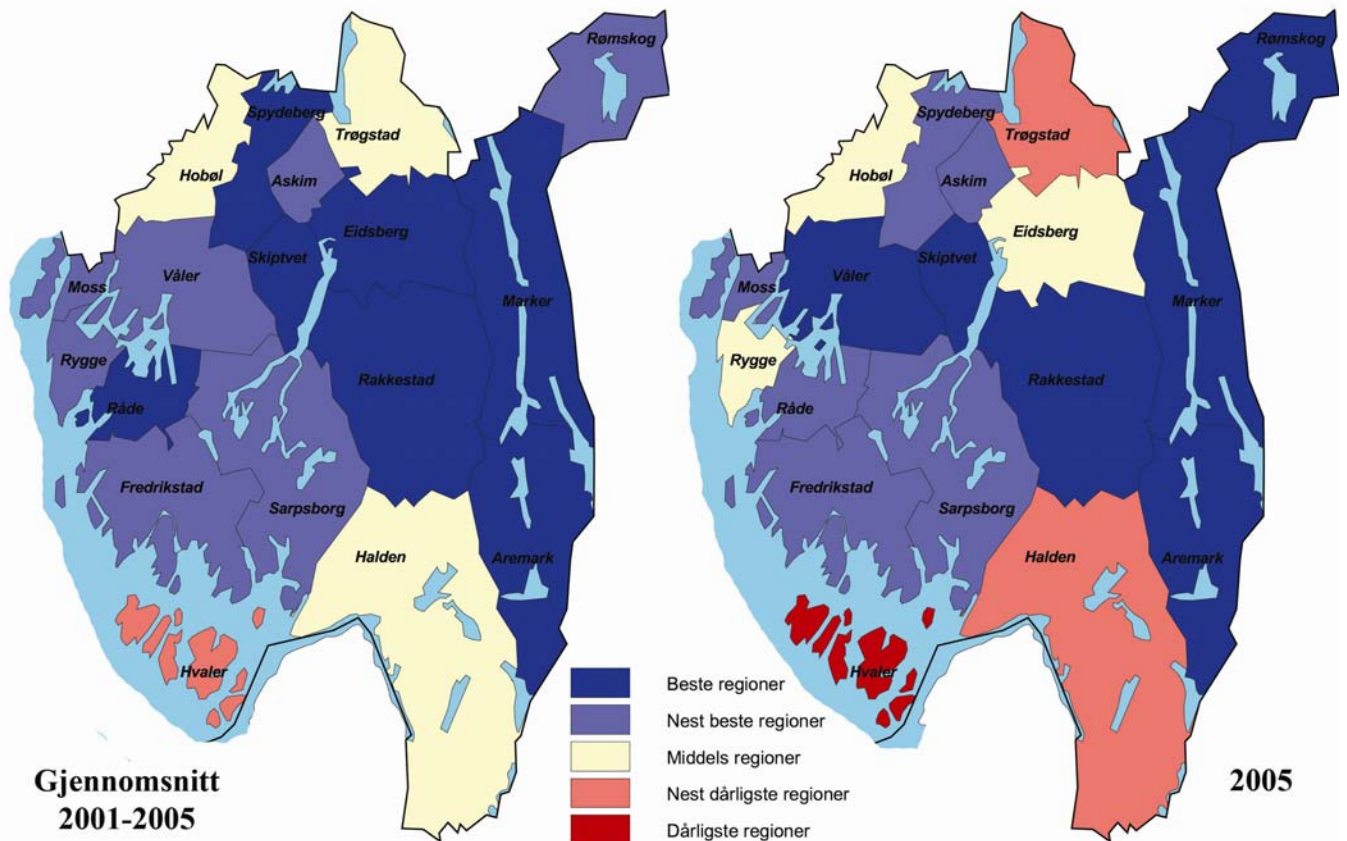 Rømskog
Spydeberg
Trøgstad
Hobøl
Askim
Eidsberg
Skiptvet
Våler
Moss
Marker
Rygge
Rakkestad
Råde
Fredrikstad
Sarpsborg
Halden
Aremark
Hvaler
Gjennomsnitt
2001-2005
Beste regioner
Nest beste regioner
Middels regioner
Nest dårligste regioner
Dårligste regioner
Rømskog
Spydeberg
Trøgstad
Hobøl
Askim
Eidsberg
Skiptvet
Våler
Moss
Marker
Rygge
Rakkestad
Råde
Fredrikstad
Sarpsborg
Halden
Aremark
Hvaler
2005